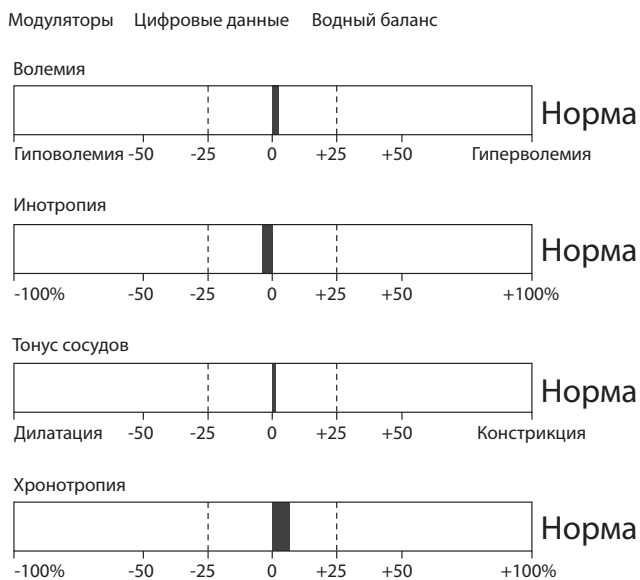 Модуляторы Цифровые данные Водный баланс
Волемия
Норма
Гиповолемия -50 -25 0 +25 +50 Гиперволемия
Инотропия
Норма
-100% -50 -25 0 +25 +50 +100%
Тонус сосудов
Норма
Дилатация -50 -25 0 +25 +50 Констрикция
Хронотропия
Норма
-100% -50 -25 0 +25 +50 +100%